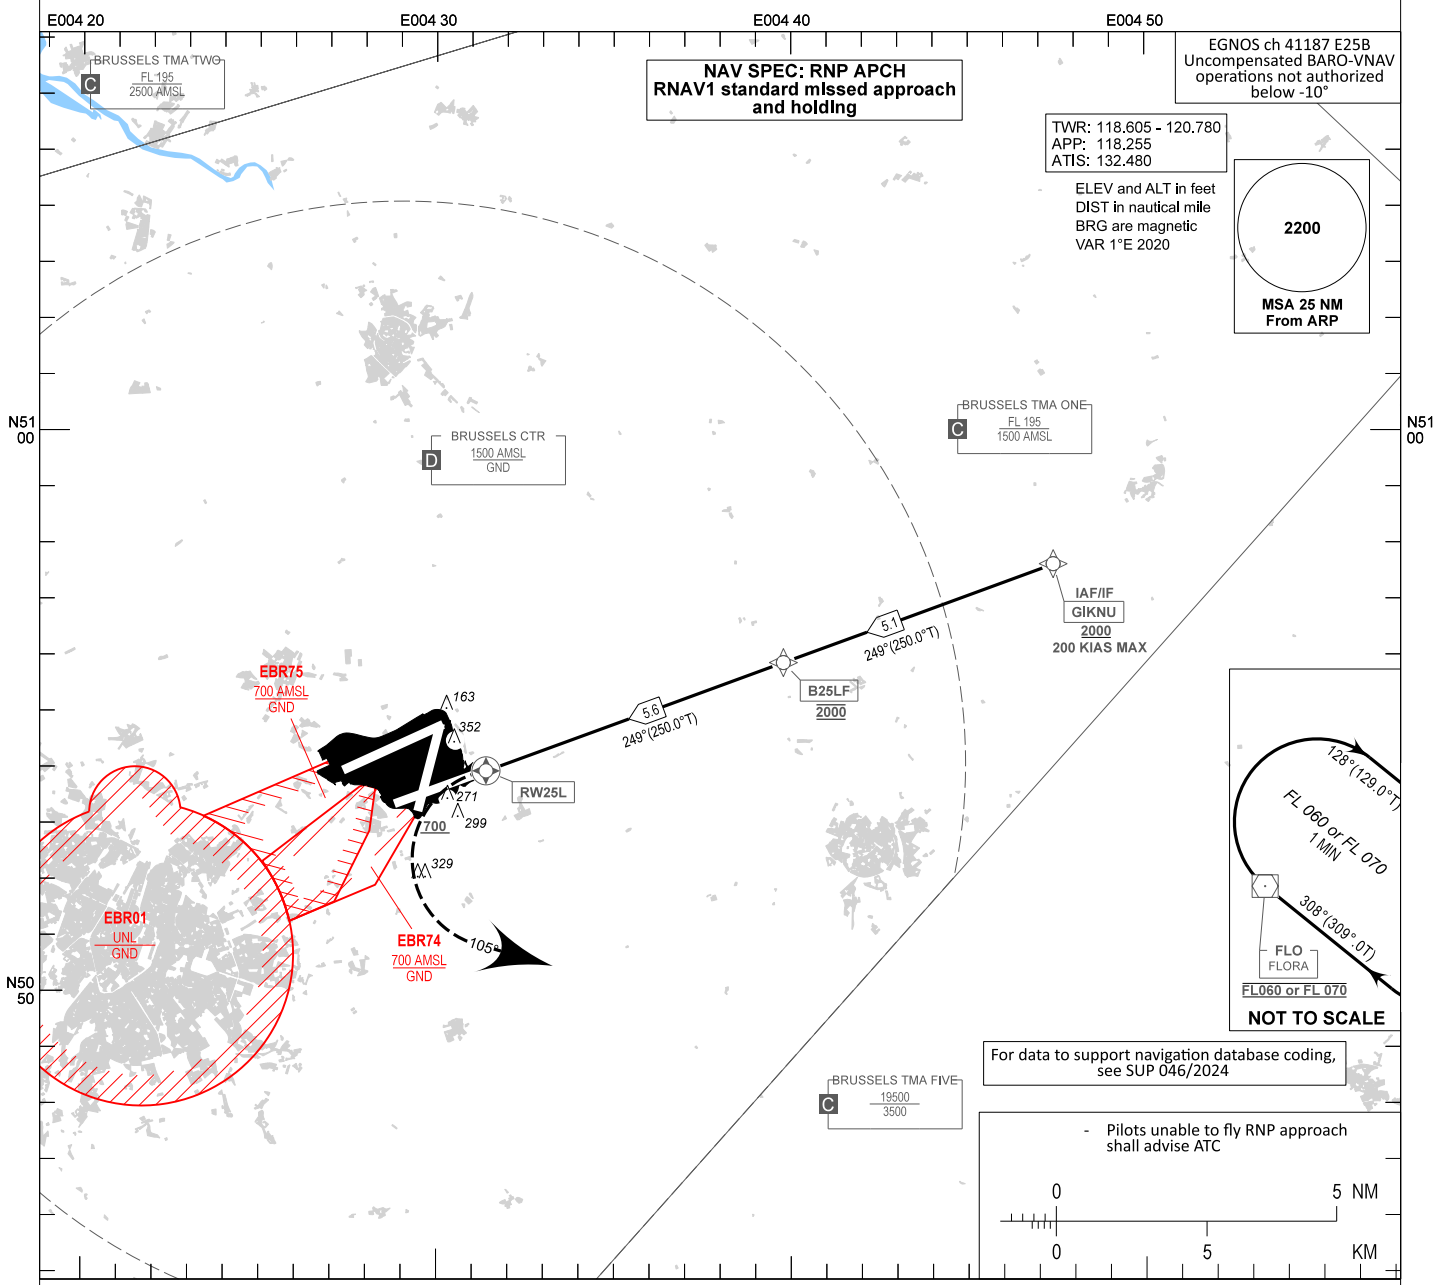 E004 20
E004 30
E004 40
E004 50
BRUSSELS TMA TWO
C
FL 195
2500 AMSL
NAV SPEC: RNP APCH
RNAV1 standard missed approach
and holding
EGNOS ch 41187 E25B
Uncompensated BARO-VNAV
operations not authorized
below -10°
TWR: 118.605 - 120.780
APP: 118.255
ATIS: 132.480
ELEV and ALT in feet
DIST in nautical mile
BRG are magnetic
VAR 1°E 2020
2200
MSA 25 NM
From ARP
N51
00
N51
00
BRUSSELS CTR
D
1500 AMSL
GND
BRUSSELS TMA ONE
C
FL 195
1500 AMSL
IAF/IF
GIKNU
2000
200 KIAS MAX
5.1
249°(250.0°T)
B25LF
2000
5.6
249°(250.0°T)
EBR75
700 AMSL
GND
163
352
RW25L
271
299
700
329
105°
EBR01
UNL
GND
EBR74
700 AMSL
GND
N50
50
128°(129.0°T)
FL 060 or FL 070
1 MIN
308°(309°.0T)
FLO
FLORA
FL060 or FL 070
NOT TO SCALE
For data to support navigation database coding,
see SUP 046/2024
BRUSSELS TMA FIVE
C
19500
3500
- Pilots unable to fly RNP approach
shall advise ATC
0 5 NM
0 5 KM